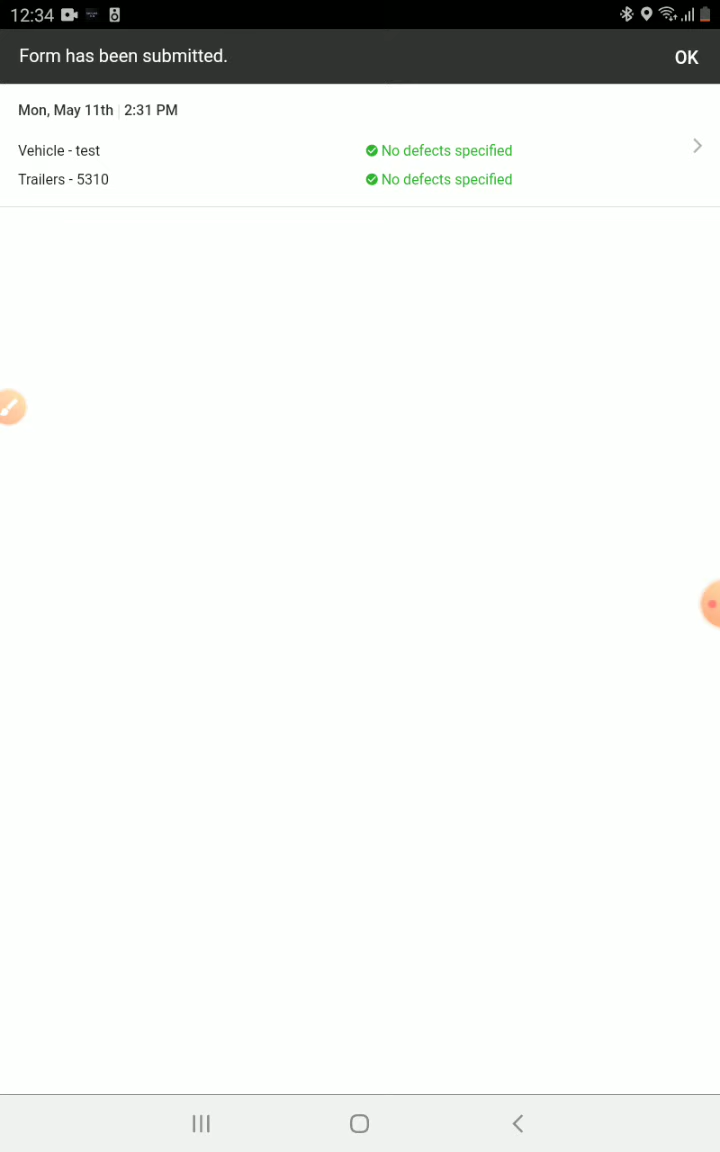 12:34
Form has been submitted.
OK
Mon, May 11th 2:31 PM
Vehicle - test
No defects specified
Trailers - 5310
No defects specified